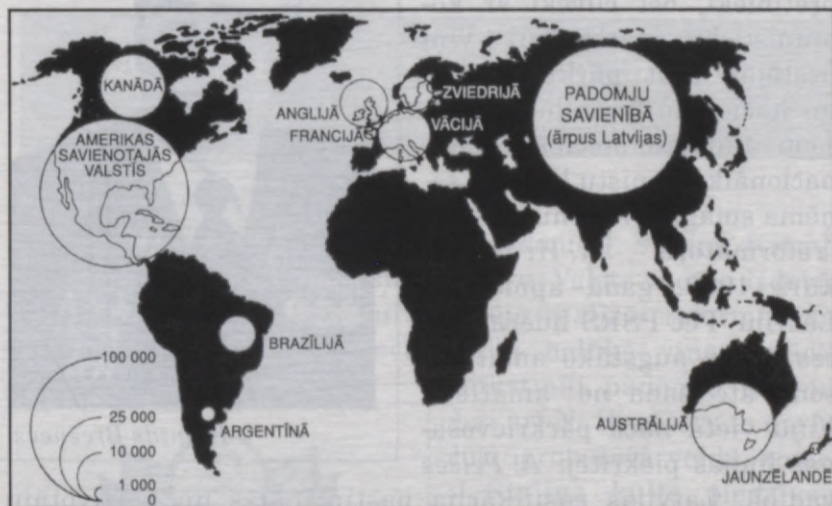 KANĀDĀ
AMERIKAS
SAVIENOTAJĀS
VALSTĪS
ANGLIJĀ
FRANCIJĀ
ZVIEDRIJĀ
VĀCIJĀ
PADOMJU
SAVIENĪBĀ
(ārpus Latvijas)
BRAZĪLIJĀ
ARGENTĪNĀ
AUSTRĀLIJĀ
JAUNZĒLANDĒ
100 000
25 000
10 000
1 000
0